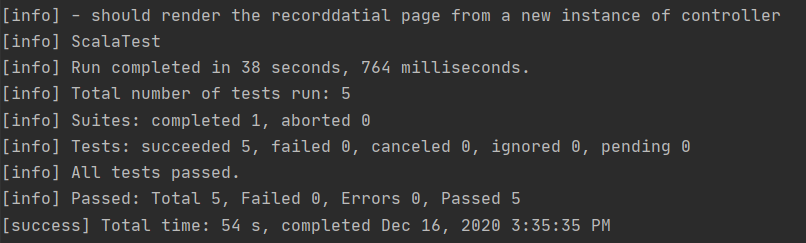 [info] - should render the recorddatial page from a new instance of controller
[info] ScalaTest
[info] Run completed in 38 seconds, 764 milliseconds.
[info] Total number of tests run: 5
[info] Suites: completed 1, aborted 0
[info] Tests: succeeded 5, failed 0, canceled 0, ignored 0, pending 0
[info] All tests passed.
[info] Passed: Total 5, Failed 0, Errors 0, Passed 5
[success] Total time: 54 s, completed Dec 16, 2020 3:35:35 PM